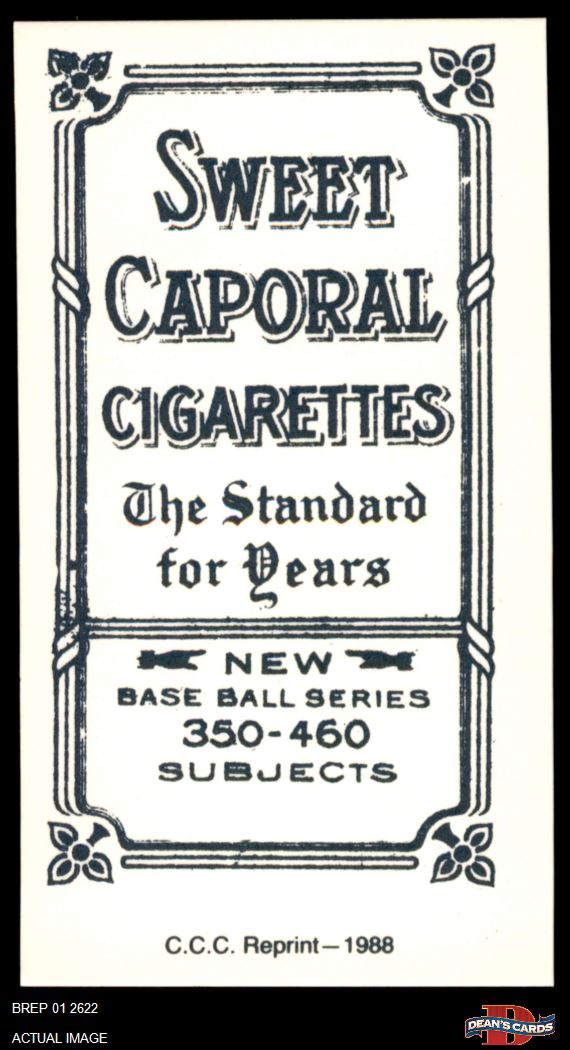 SWEET
CAPORAL
CIGARETTES
The Standard
for Years
NEW
BASE BALL SERIES
350-460
SUBJECTS
C.C.C. Reprint—1988
BREP 01 2622
ACTUAL IMAGE
D
DEAN'S CARDS